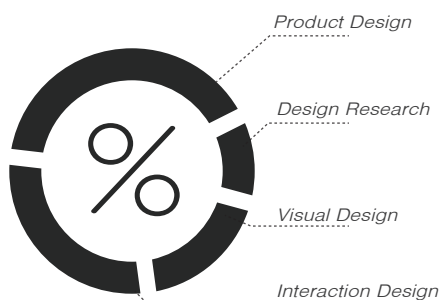 Product Design
Design Research
%
Visual Design
Interaction Design